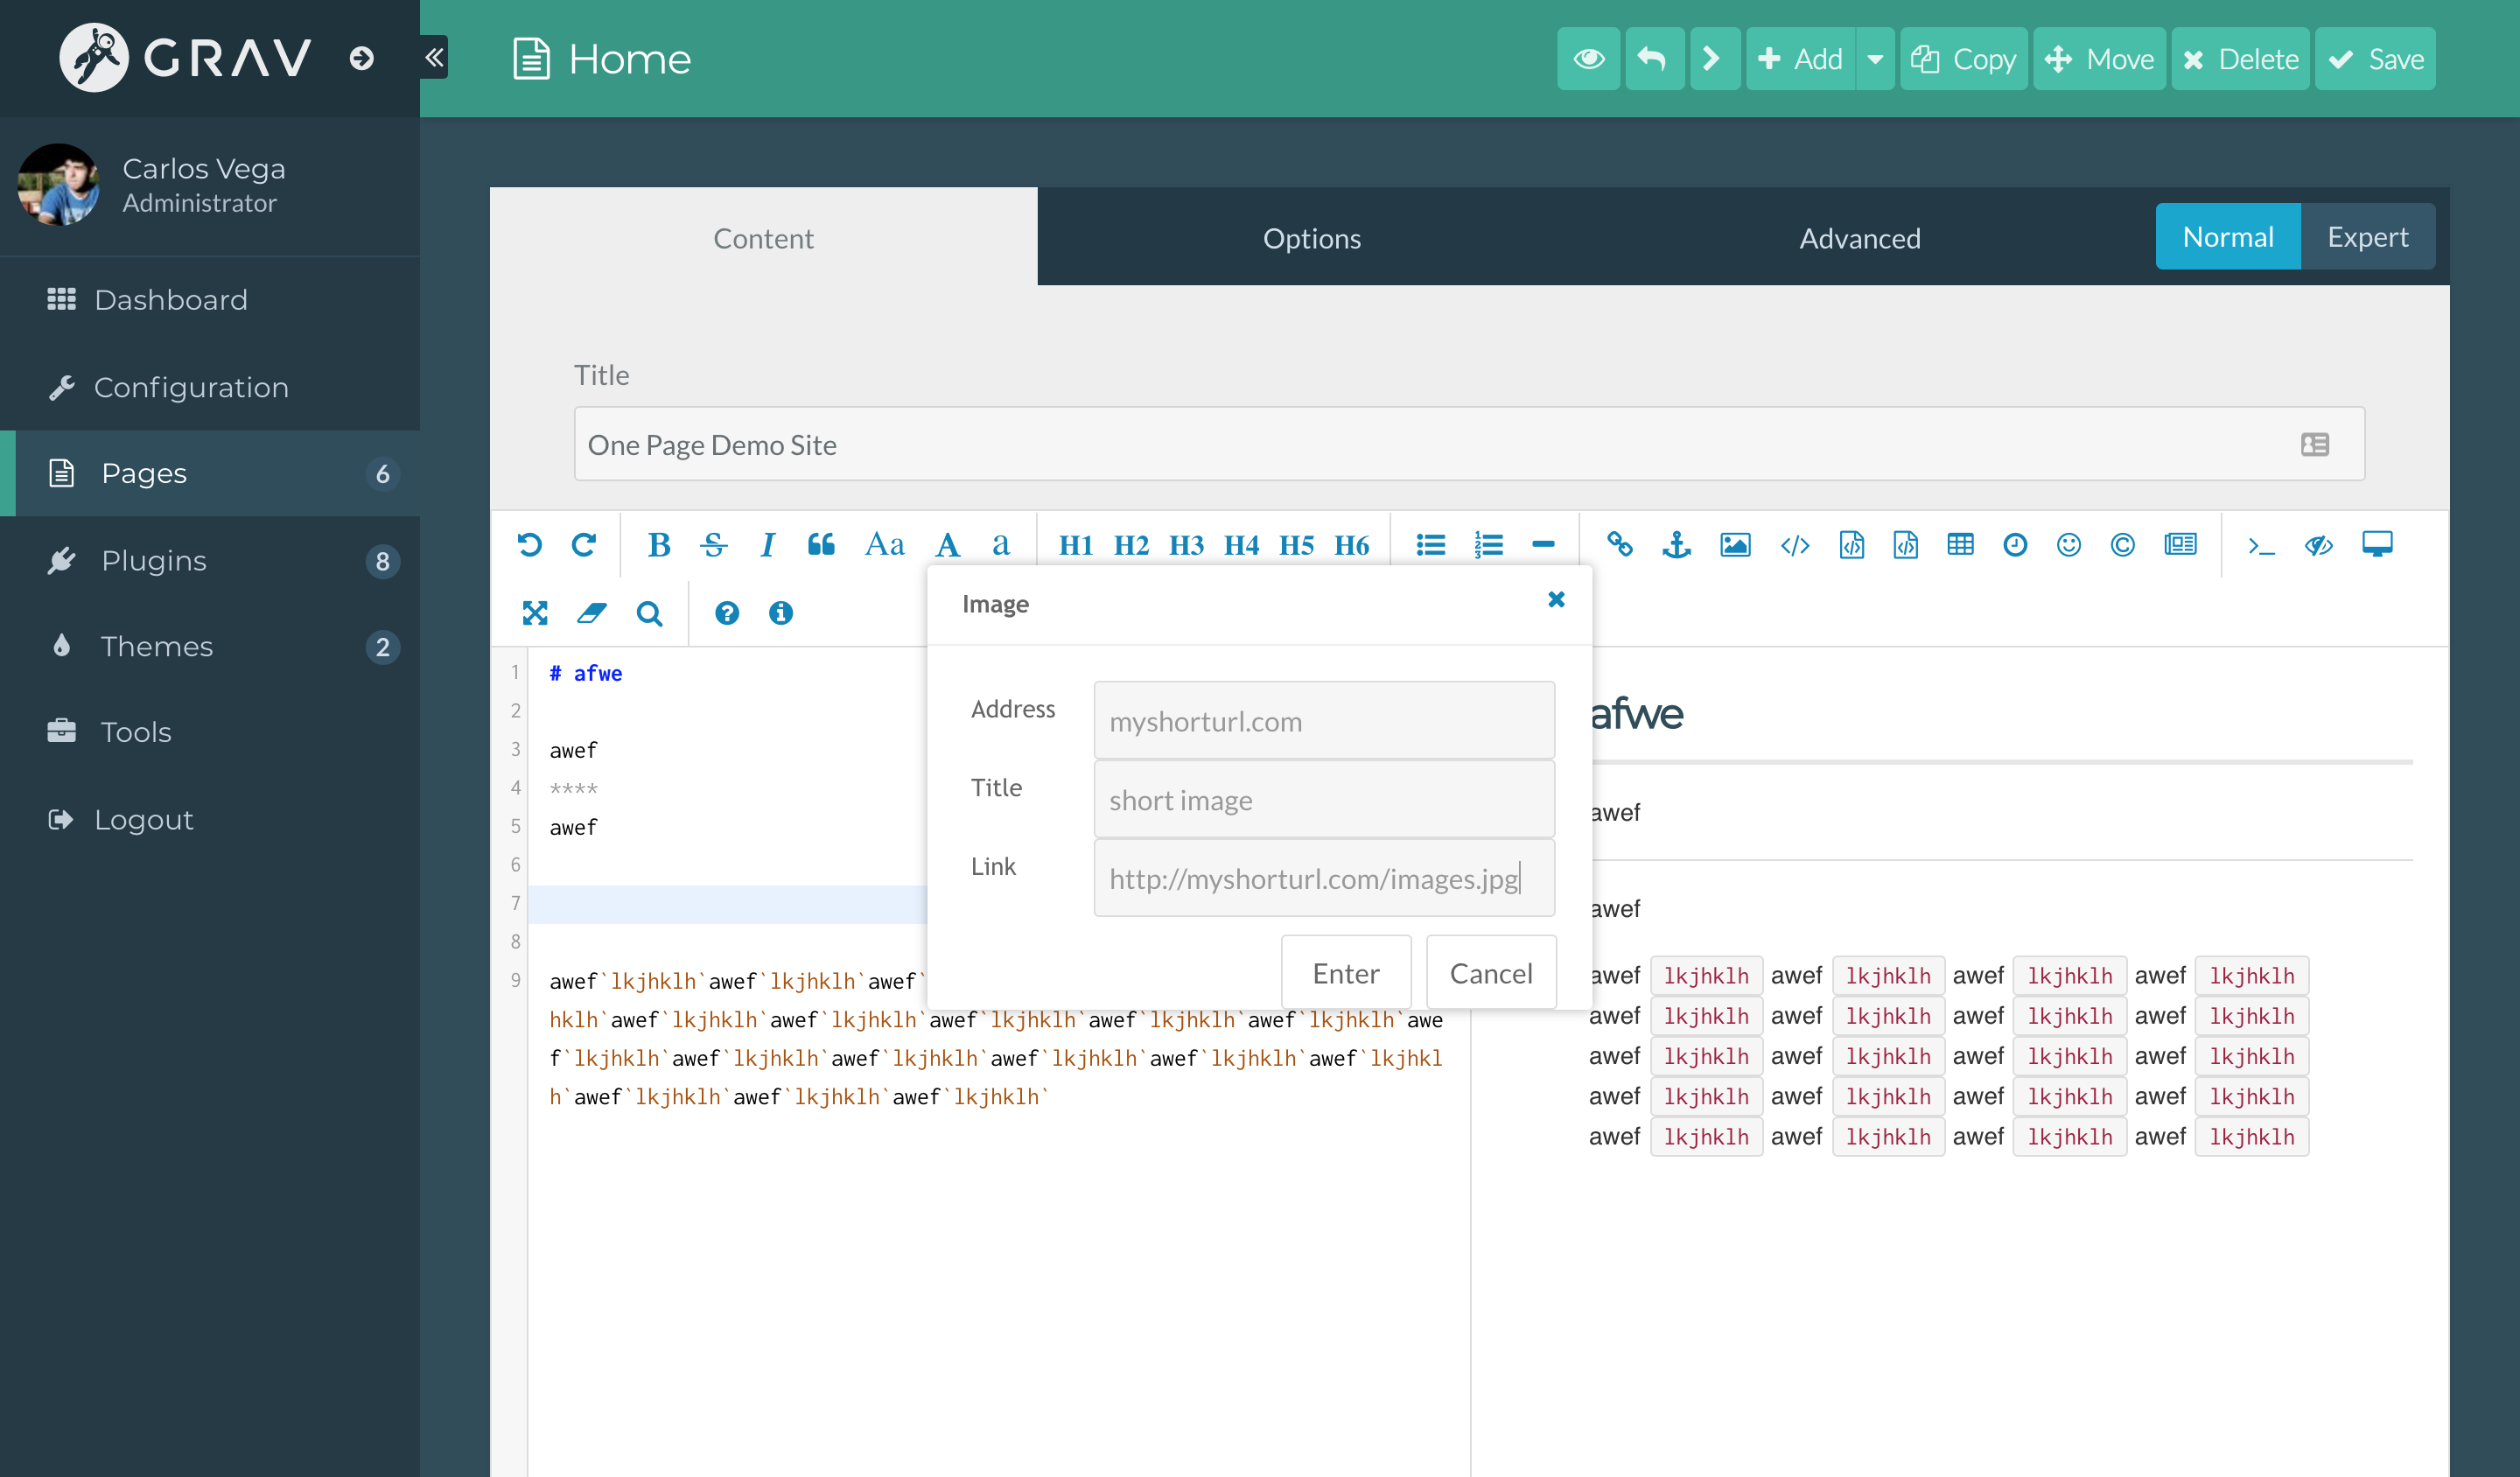 GRAV
Home
Add
Copy
Move
Delete
Save
Carlos Vega
Administrator
Dashboard
Configuration
Pages 6
Plugins 8
Themes 2
Tools
Logout
Content
Options
Advanced
Normal
Expert
Title
One Page Demo Site
B S I Aa A a H1 H2 H3 H4 H5 H6
Image
Address
myshorturl.com
Title
short image
Link
http://myshorturl.com/images.jpg
Enter
Cancel
1 # afwe
2
3 awef
4 ****
5 awef
6
7
8
9 awef`lkjhklh`awef`lkjhklh`awef`
hklh`awef`lkjhklh`awef`lkjhklh`awef`lkjhklh`awef`lkjhklh`awef`lkjhklh`awe
f`lkjhklh`awef`lkjhklh`awef`lkjhklh`awef`lkjhklh`awef`lkjhklh`awef`lkjhkl
h`awef`lkjhklh`awef`lkjhklh`awef`lkjhklh`
afwe
awef
awef
awef lkjhklh awef lkjhklh awef lkjhklh awef lkjhklh
awef lkjhklh awef lkjhklh awef lkjhklh awef lkjhklh
awef lkjhklh awef lkjhklh awef lkjhklh awef lkjhklh
awef lkjhklh awef lkjhklh awef lkjhklh awef lkjhklh
awef lkjhklh awef lkjhklh awef lkjhklh awef lkjhklh